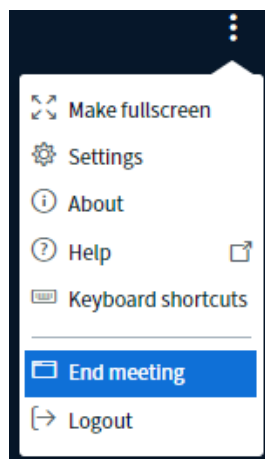 Make fullscreen
Settings
About
Help
Keyboard shortcuts
End meeting
Logout